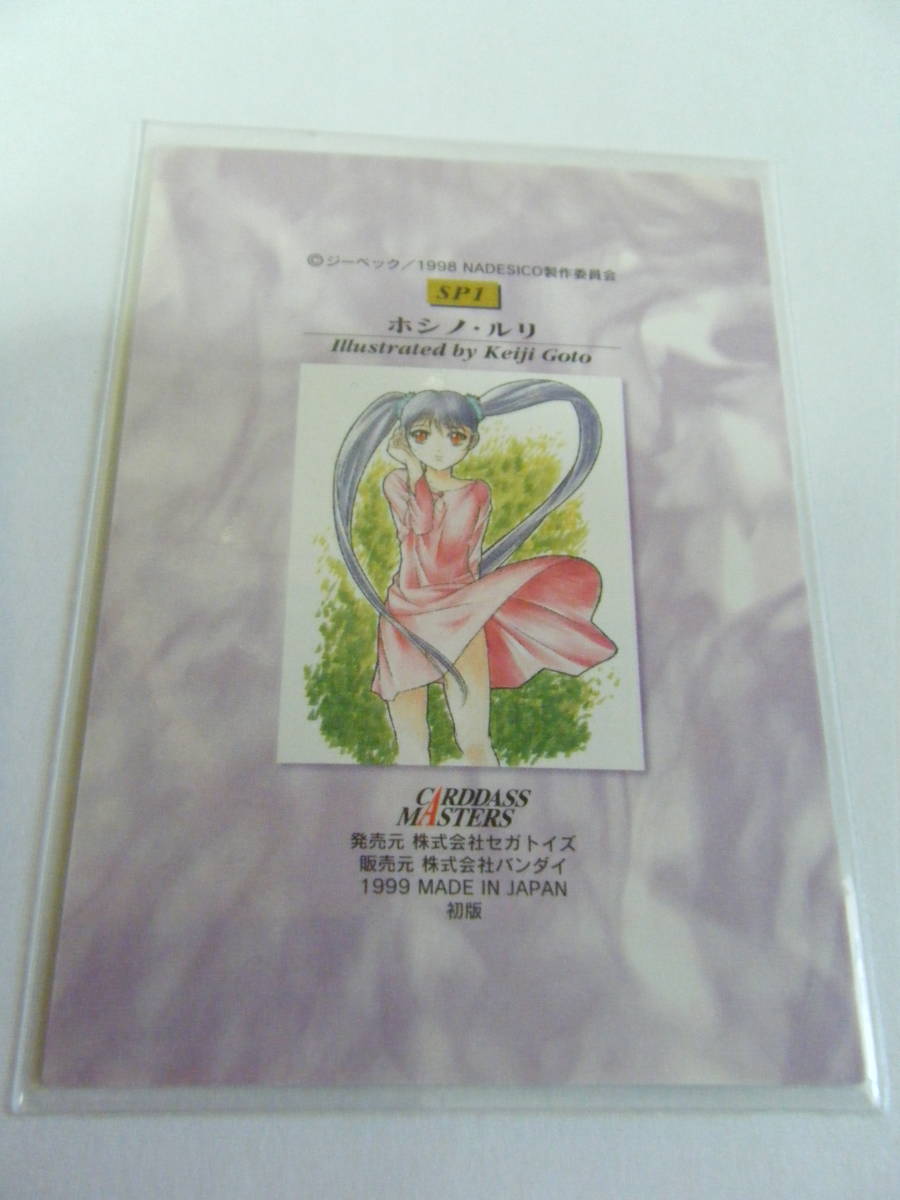 ©ジーベック／1998 NADESICO製作委員会
SP1
ホシノ・ルリ
Illustrated by Keiji Goto
CARDDASS
MASTERS
発売元 株式会社セガトイズ
販売元 株式会社バンダイ
1999 MADE IN JAPAN
初版